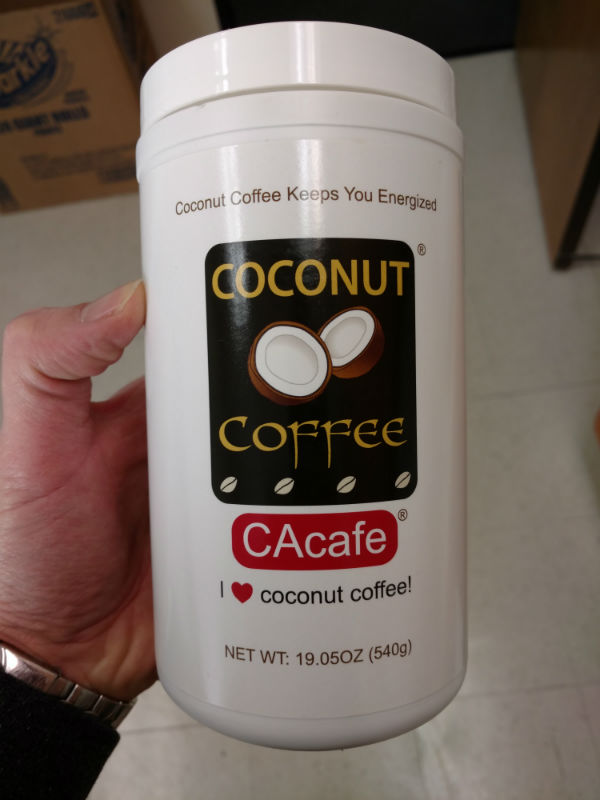 Coconut Coffee Keeps You Energized
COCONUT ®
COFFEE
CAcafe ®
I ❤ coconut coffee!
NET WT: 19.05OZ (540g)